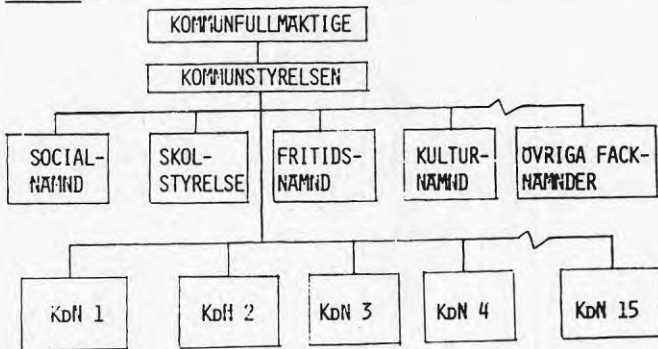 KOMMUNFULLMÄKTIGE
KOMMUNSTYRELSEN
SOCIAL-
NÄMND
SKOL-
STYRELSE
FRITIDS-
NÄMND
KULTUR-
NÄMND
ÖVRIGA FACK-
NÄMNDER
KDN 1
KDN 2
KDN 3
KDN 4
KDN 15